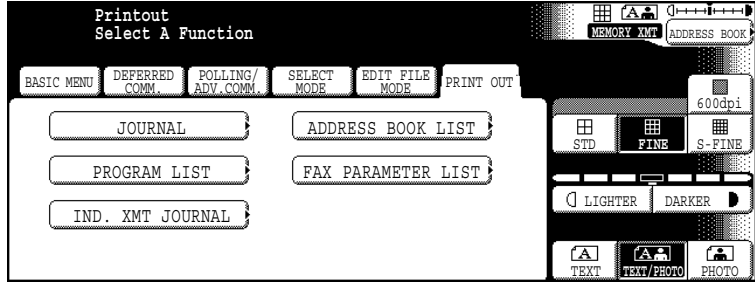 Printout
Select A Function
MEMORY XMT
ADDRESS BOOK
BASIC MENU
DEFERRED
COMM.
POLLING/
ADV.COMM.
SELECT
MODE
EDIT FILE
MODE
PRINT OUT
JOURNAL
ADDRESS BOOK LIST
PROGRAM LIST
FAX PARAMETER LIST
IND. XMT JOURNAL
600dpi
STD
FINE
S-FINE
LIGHTER
DARKER
A
TEXT
A
TEXT/PHOTO
PHOTO